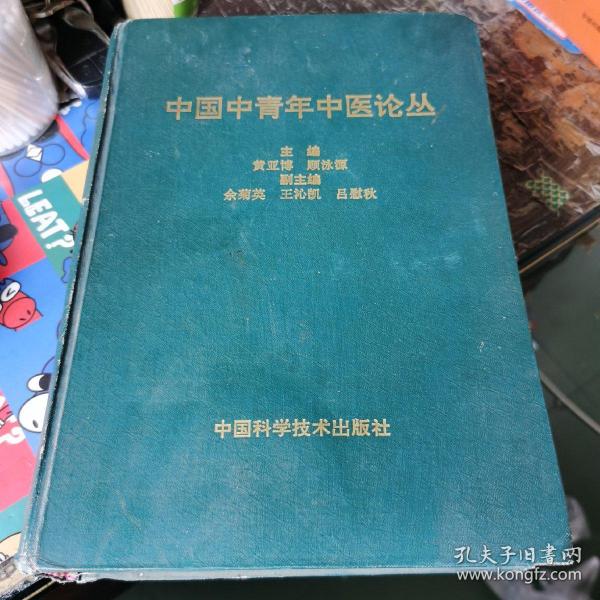 中国中青年中医论丛
主 编
黄亚博 顾泳源
副主编
余菊英 王沁凯 吕慰秋
中国科学技术出版社
LEAT?
孔夫子旧书网
www.kongfz.com